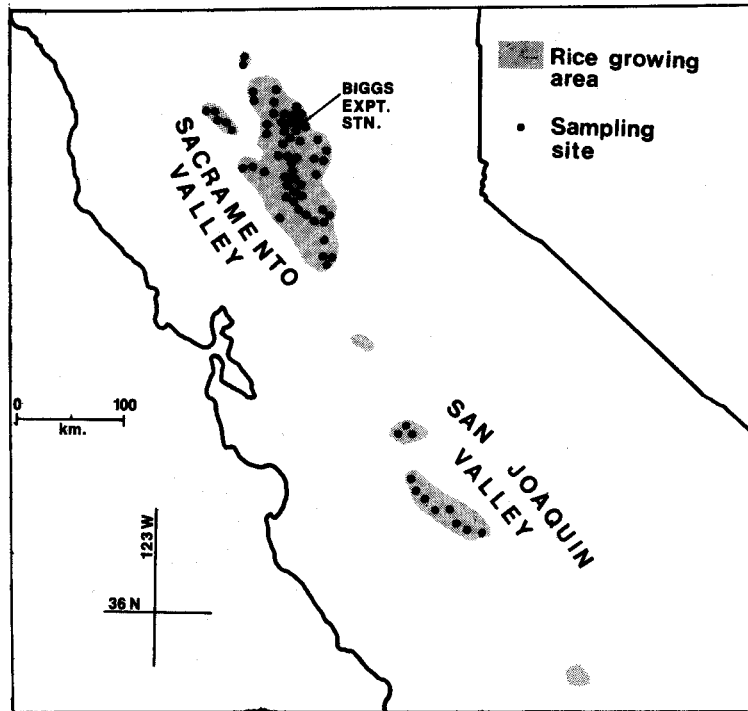 BIGGS
EXPT.
STN.
Rice growing
area
Sampling
site
SACRAMENTO
VALLEY
0 100
km.
SAN JOAQUIN
VALLEY
123 W
36 N